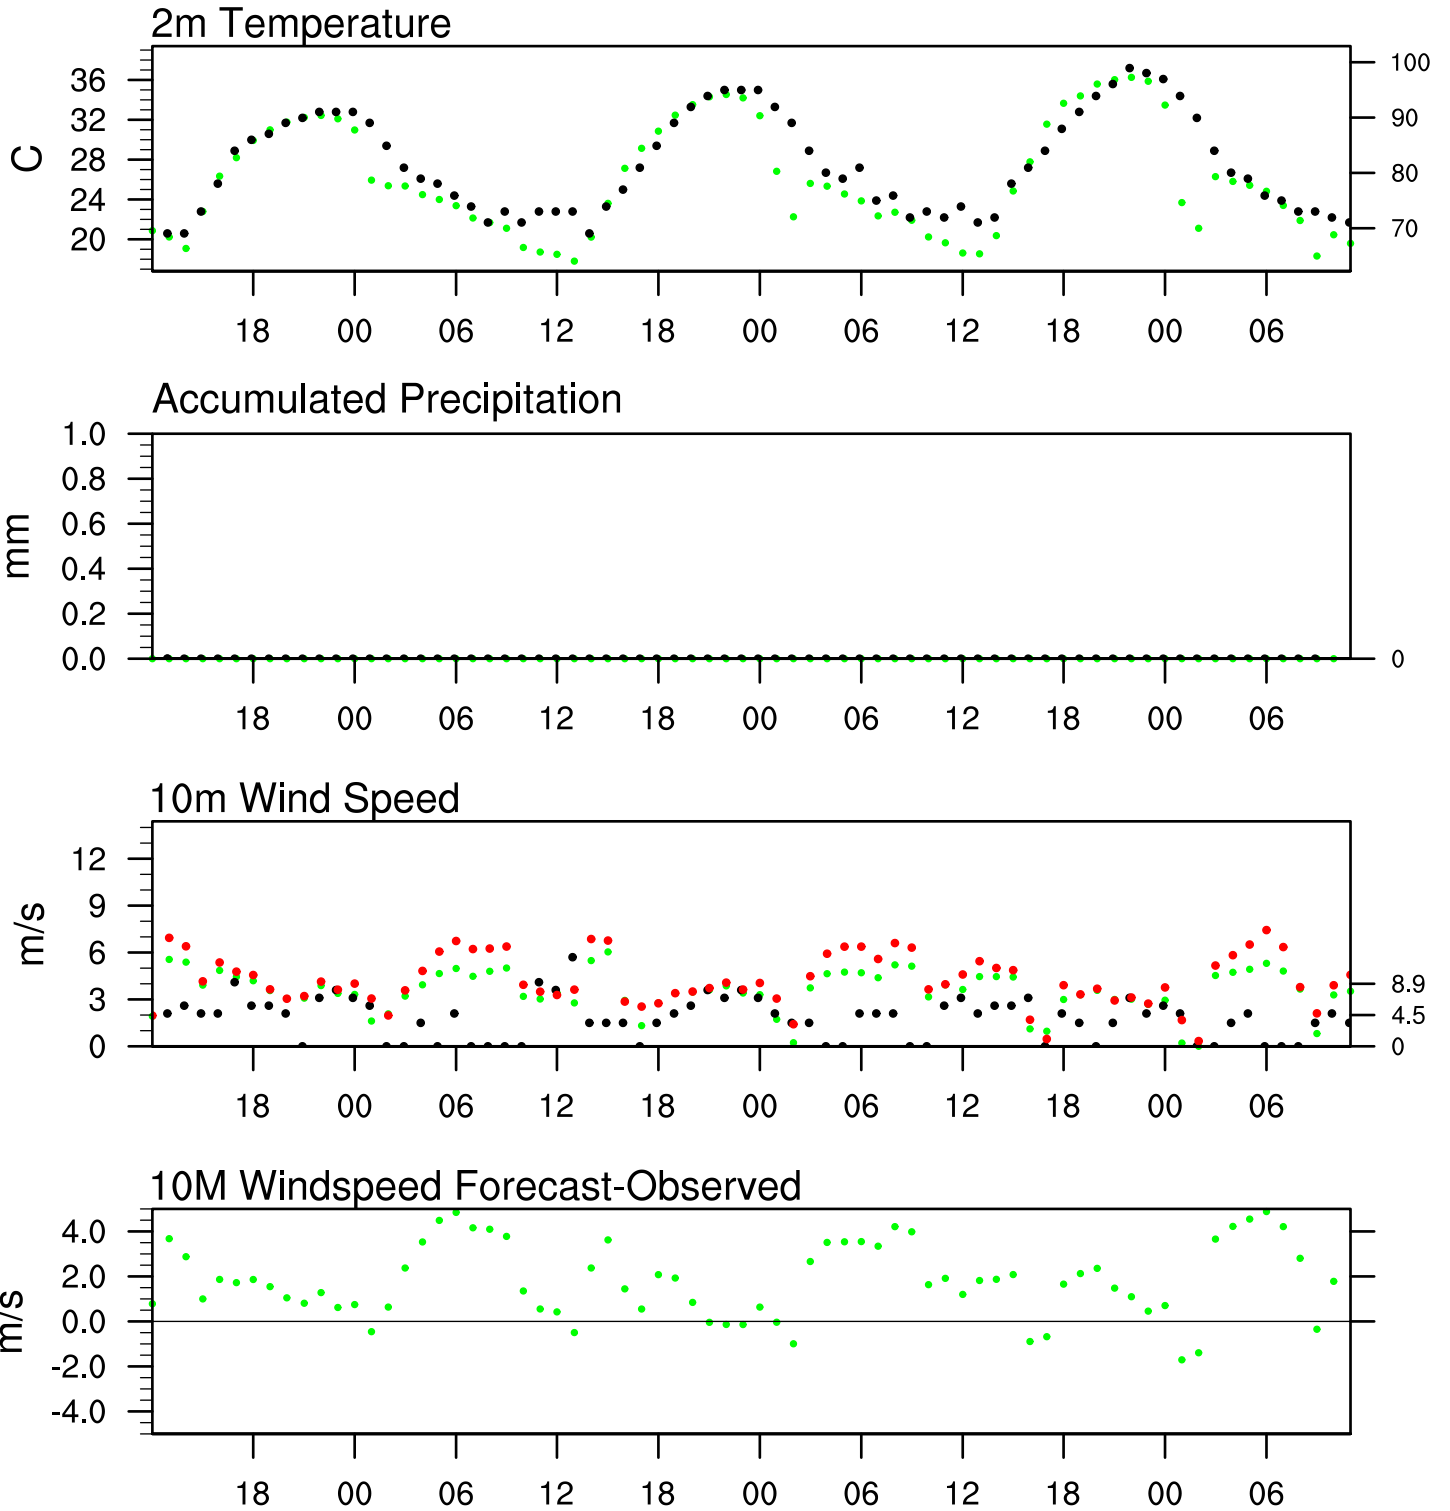 2m Temperature
36
32
28
24
20
C
100
90
80
70
18 00 06 12 18 00 06 12 18 00 06
Accumulated Precipitation
1.0
0.8
0.6
0.4
0.2
0.0
mm
0
18 00 06 12 18 00 06 12 18 00 06
10m Wind Speed
12
9
6
3
0
m/s
8.9
4.5
0
18 00 06 12 18 00 06 12 18 00 06
10M Windspeed Forecast-Observed
4.0
2.0
0.0
-2.0
-4.0
m/s
18 00 06 12 18 00 06 12 18 00 06